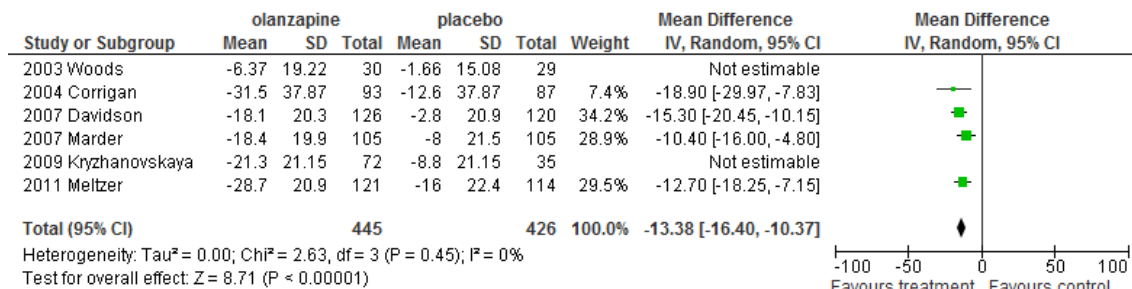 olanzapine placebo Mean Difference Mean Difference
Study or Subgroup Mean SD Total Mean SD Total Weight IV, Random, 95% CI IV, Random, 95% CI
2003 Woods -6.37 19.22 30 -1.66 15.08 29 Not estimable
2004 Corrigan -31.5 37.87 93 -12.6 37.87 87 7.4% -18.90 [-29.97, -7.83]
2007 Davidson -18.1 20.3 126 -2.8 20.9 120 34.2% -15.30 [-20.45, -10.15]
2007 Marder -18.4 19.9 105 -8 21.5 105 28.9% -10.40 [-16.00, -4.80]
2009 Kryzhanovskaya -21.3 21.15 72 -8.8 21.15 35 Not estimable
2011 Meltzer -28.7 20.9 121 -16 22.4 114 29.5% -12.70 [-18.25, -7.15]
Total (95% CI) 445 426 100.0% -13.38 [-16.40, -10.37]
Heterogeneity: Tau² = 0.00; Chi² = 2.63, df = 3 (P = 0.45); I² = 0%
Test for overall effect: Z = 8.71 (P < 0.00001)
-100 -50 0 50 100
Favours treatment Favours control